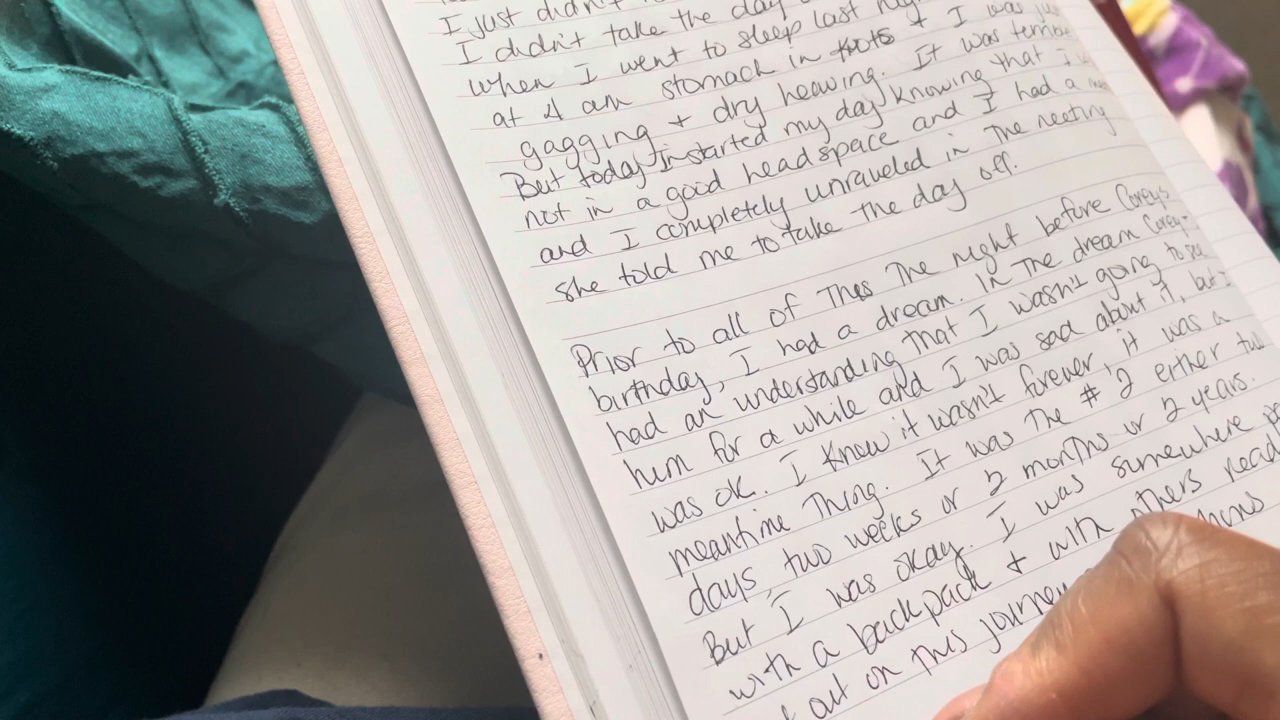 I just didn't
I didn't take the day
when I went to sleep last
at 4 am stomach in knots + I was
gagging + dry heaving. It was
But today I started my day knowing that I
not in a good headspace and I had a
and I completely unraveled in the meeting
she told me to take the day off.
Prior to all of this the night before Corey's
birthday, I had a dream. In the dream Corey-
had an understanding that I wasn't going to see
him for a while and I was sad about it, but I
was ok. I knew it wasn't forever, it was a
meantime thing. It was the # 2 either
days, two weeks or 2 months or 2 years.
But I was okay. I was somewhere
with a backpack + with others
out on this journey